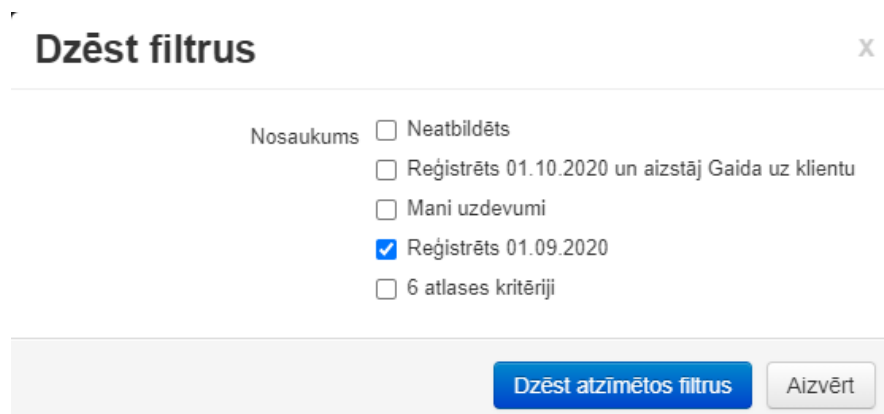 Dzēst filtrus
x
Nosaukums
Neatbildēts
Reģistrēts 01.10.2020 un aizstāj Gaida uz klientu
Mani uzdevumi
Reģistrēts 01.09.2020
6 atlases kritēriji
Dzēst atzīmētos filtrus
Aizvērt